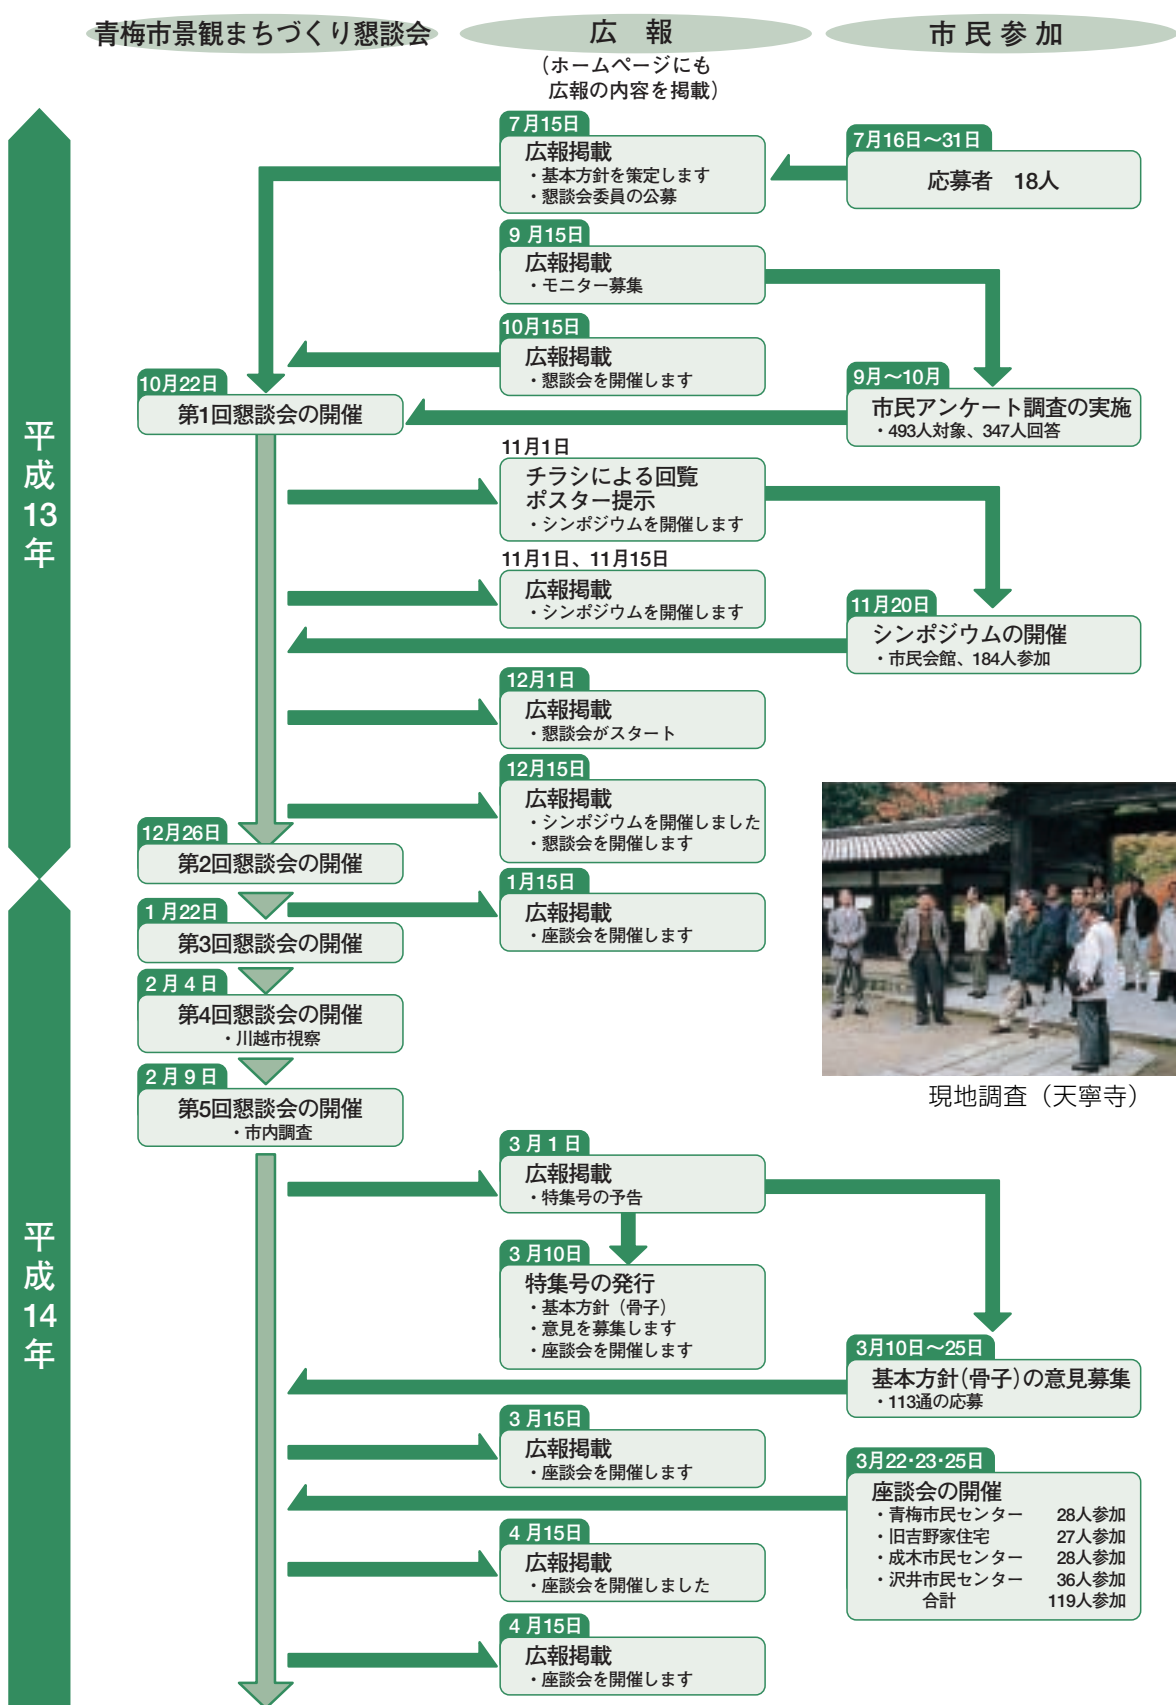 青梅市景観まちづくり懇談会
広　報
市 民 参 加
（ホームページにも
広報の内容を掲載）
平成13年
7月15日
広報掲載
・基本方針を策定します
・懇談会委員の公募
7月16日～31日
応募者　18人
9月15日
広報掲載
・モニター募集
10月15日
広報掲載
・懇談会を開催します
10月22日
第1回懇談会の開催
9月～10月
市民アンケート調査の実施
・493人対象、347人回答
11月1日
チラシによる回覧
ポスター提示
・シンポジウムを開催します
11月1日、11月15日
広報掲載
・シンポジウムを開催します
11月20日
シンポジウムの開催
・市民会館、184人参加
12月1日
広報掲載
・懇談会がスタート
12月15日
広報掲載
・シンポジウムを開催しました
・懇談会を開催します
12月26日
第2回懇談会の開催
平成14年
1月15日
広報掲載
・座談会を開催します
1月22日
第3回懇談会の開催
2月4日
第4回懇談会の開催
・川越市視察
2月9日
第5回懇談会の開催
・市内調査
現地調査（天寧寺）
3月1日
広報掲載
・特集号の予告
3月10日
特集号の発行
・基本方針（骨子）
・意見を募集します
・座談会を開催します
3月10日～25日
基本方針(骨子)の意見募集
・113通の応募
3月15日
広報掲載
・座談会を開催します
3月22・23・25日
座談会の開催
・青梅市民センター　28人参加
・旧吉野家住宅　27人参加
・成木市民センター　28人参加
・沢井市民センター　36人参加
合計　119人参加
4月15日
広報掲載
・座談会を開催しました
4月15日
広報掲載
・座談会を開催します